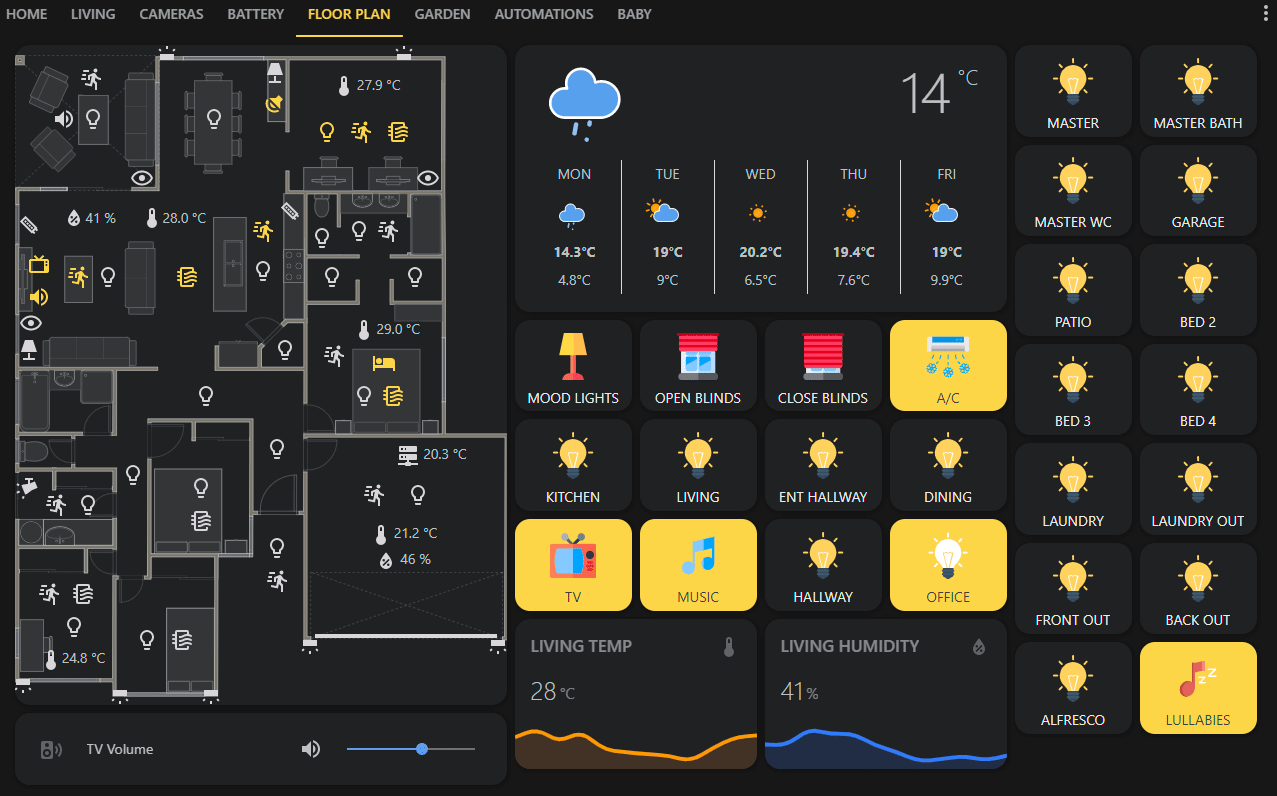 HOME LIVING CAMERAS BATTERY FLOOR PLAN GARDEN AUTOMATIONS BABY
27.9 °C
41 % 28.0 °C
29.0 °C
20.3 °C
21.2 °C
46 %
24.8 °C
TV Volume
14 °C
MON TUE WED THU FRI
14.3°C 19°C 20.2°C 19.4°C 19°C
4.8°C 9°C 6.5°C 7.6°C 9.9°C
MOOD LIGHTS OPEN BLINDS CLOSE BLINDS A/C
KITCHEN LIVING ENT HALLWAY DINING
TV MUSIC HALLWAY OFFICE
LIVING TEMP
28 °C
LIVING HUMIDITY
41 %
MASTER MASTER BATH
MASTER WC GARAGE
PATIO BED 2
BED 3 BED 4
LAUNDRY LAUNDRY OUT
FRONT OUT BACK OUT
ALFRESCO LULLABIES